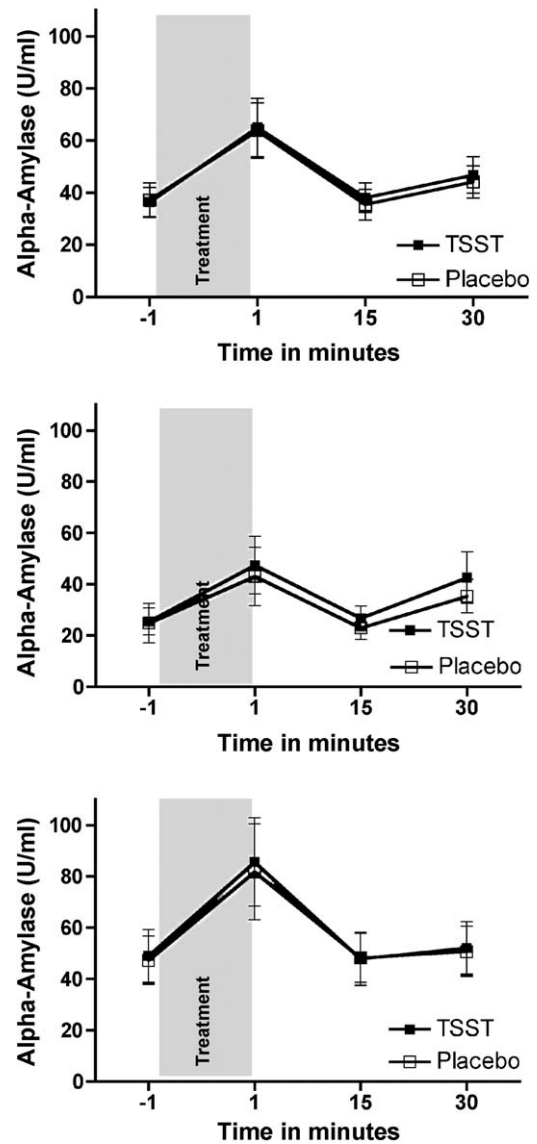 Alpha-Amylase (U/ml)
100
80
60
40
20
0
Treatment
TSST
Placebo
-1
1
15
30
Time in minutes
Alpha-Amylase (U/ml)
100
80
60
40
20
0
Treatment
TSST
Placebo
-1
1
15
30
Time in minutes
Alpha-Amylase (U/ml)
100
80
60
40
20
0
Treatment
TSST
Placebo
-1
1
15
30
Time in minutes